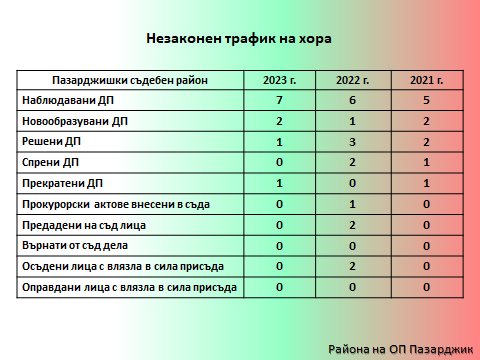 Незаконен трафик на хора
Пазарджишки съдебен район 2023 г. 2022 г. 2021 г.
Наблюдавани ДП 7 6 5
Новообразувани ДП 2 1 2
Решени ДП 1 3 2
Спрени ДП 0 2 1
Прекратени ДП 1 0 1
Прокурорски актове внесени в съда 0 1 0
Предадени на съд лица 0 2 0
Върнати от съд дела 0 0 0
Осъдени лица с влязла в сила присъда 0 2 0
Оправдани лица с влязла в сила присъда 0 0 0
Района на ОП Пазарджик